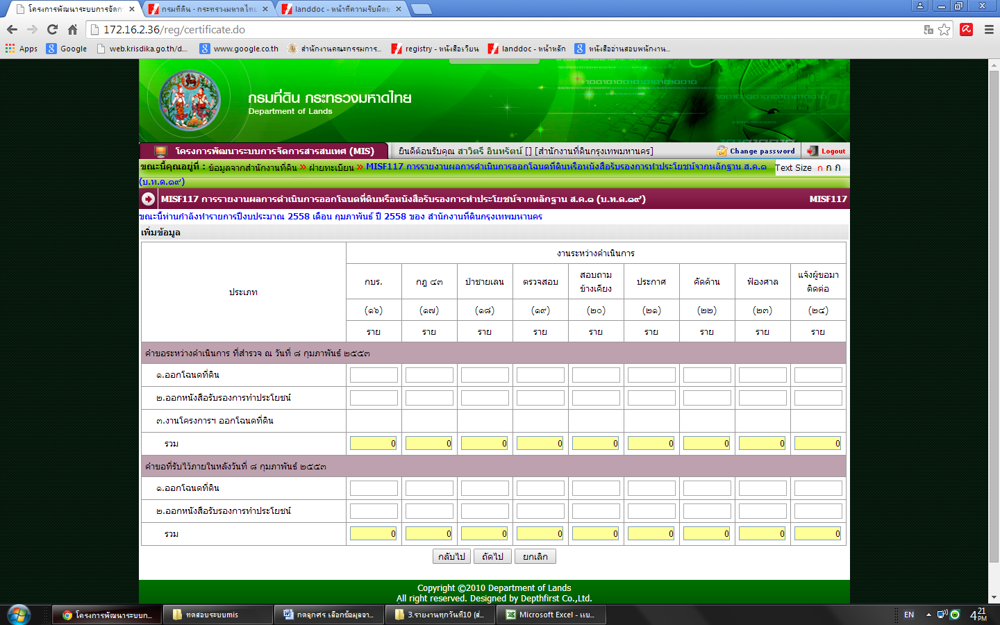 โครงการพัฒนาระบบการจัดกา
กรมที่ดิน - กระทรวงมหาดไทย
landdoc - หน้าที่ความรับผิดช
172.16.2.36/reg/certificate.do
Apps Google web.krisdika.go.th/d... www.google.co.th สำนักงานคณะกรรมการ... registry - หนังสือเวียน landdoc - หน้าหลัก หนังสืออ่านสอบพนักงาน...
กรมที่ดิน กระทรวงมหาดไทย
Department of Lands
โครงการพัฒนาระบบการจัดการสารสนเทศ (MIS) ยินดีต้อนรับคุณ สาวิตรี อินทรัตน์ [] [สำนักงานที่ดินกรุงเทพมหานคร] Change password Logout
ขณะนี้คุณอยู่ที่ : ข้อมูลจากสำนักงานที่ดิน » ฝ่ายทะเบียน » MISF117 การรายงานผลการดำเนินการออกโฉนดที่ดินหรือหนังสือรับรองการทำประโยชน์จากหลักฐาน ส.ค.๑ Text Size ก ก ก
(บ.ท.ด.๑๙)
MISF117 การรายงานผลการดำเนินการออกโฉนดที่ดินหรือหนังสือรับรองการทำประโยชน์จากหลักฐาน ส.ค.๑ (บ.ท.ด.๑๙) MISF117
ขณะนี้ท่านกำลังทำรายการปีงบประมาณ 2558 เดือน กุมภาพันธ์ ปี 2558 ของ สำนักงานที่ดินกรุงเทพมหานคร
เพิ่มข้อมูล
ประเภท
งานระหว่างดำเนินการ
กบร. กฎ ๔๓ ป่าชายเลน ตรวจสอบ สอบถามข้างเคียง ประกาศ คัดค้าน ฟ้องศาล แจ้งผู้ขอมาติดต่อ
(๑๖) (๑๗) (๑๘) (๑๙) (๒๐) (๒๑) (๒๒) (๒๓) (๒๔)
ราย ราย ราย ราย ราย ราย ราย ราย ราย
คำขอระหว่างดำเนินการ ที่สำรวจ ณ วันที่ ๘ กุมภาพันธ์ ๒๕๕๓
๑.ออกโฉนดที่ดิน
๒.ออกหนังสือรับรองการทำประโยชน์
๓.งานโครงการฯ ออกโฉนดที่ดิน
รวม 0 0 0 0 0 0 0 0 0
คำขอที่รับไว้ภายในหลังวันที่ ๘ กุมภาพันธ์ ๒๕๕๓
๑.ออกโฉนดที่ดิน
๒.ออกหนังสือรับรองการทำประโยชน์
รวม 0 0 0 0 0 0 0 0 0
กลับไป ถัดไป ยกเลิก
Copyright ©2010 Department of Lands
All right reserved. Designed by Depthfirst Co.,Ltd.
โครงการพัฒนาระบบก... ทดสอบระบบmis กดลูกศร เลือกข้อมูลจา... 3.รายงานทุกวันที่10 (ส่... Microsoft Excel - แบ... EN 4:21 PM